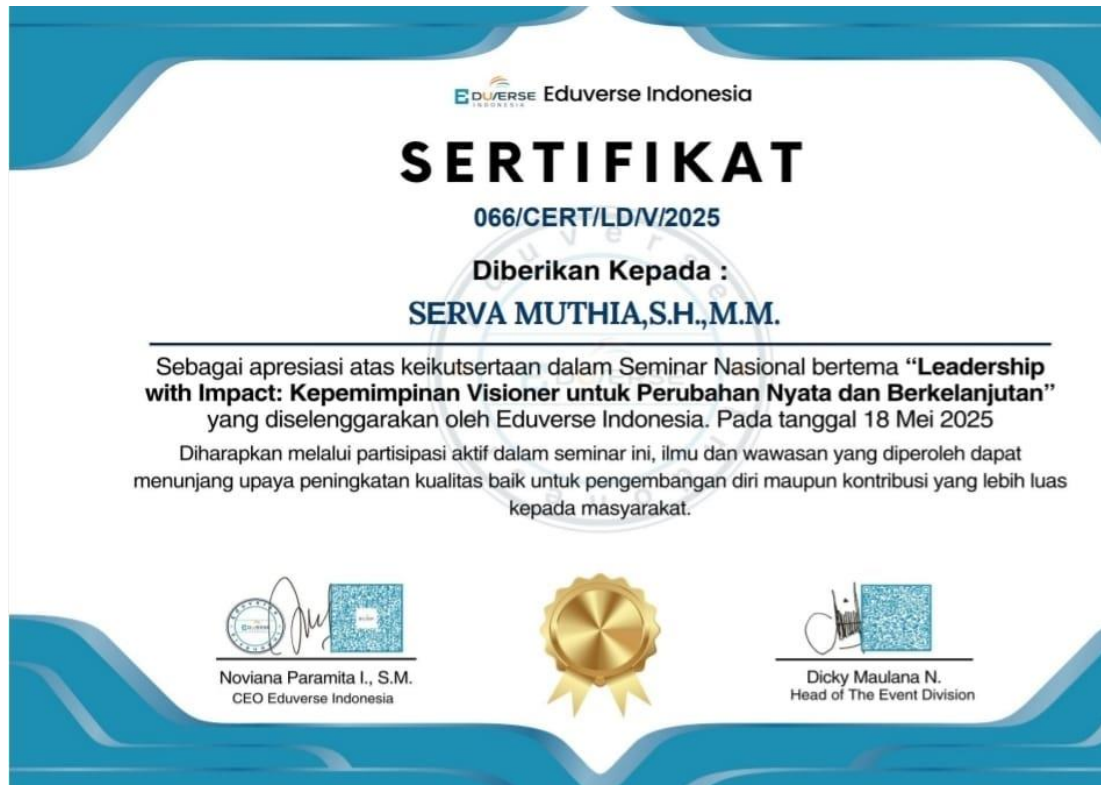 EDUVERSE Eduverse Indonesia
INDONESIA
SERTIFIKAT
066/CERT/LD/V/2025
Diberikan Kepada :
SERVA MUTHIA,S.H.,M.M.
Sebagai apresiasi atas keikutsertaan dalam Seminar Nasional bertema “Leadership
with Impact: Kepemimpinan Visioner untuk Perubahan Nyata dan Berkelanjutan”
yang diselenggarakan oleh Eduverse Indonesia. Pada tanggal 18 Mei 2025
Diharapkan melalui partisipasi aktif dalam seminar ini, ilmu dan wawasan yang diperoleh dapat
menunjang upaya peningkatan kualitas baik untuk pengembangan diri maupun kontribusi yang lebih luas
kepada masyarakat.
Noviana Paramita I., S.M.
CEO Eduverse Indonesia
Dicky Maulana N.
Head of The Event Division